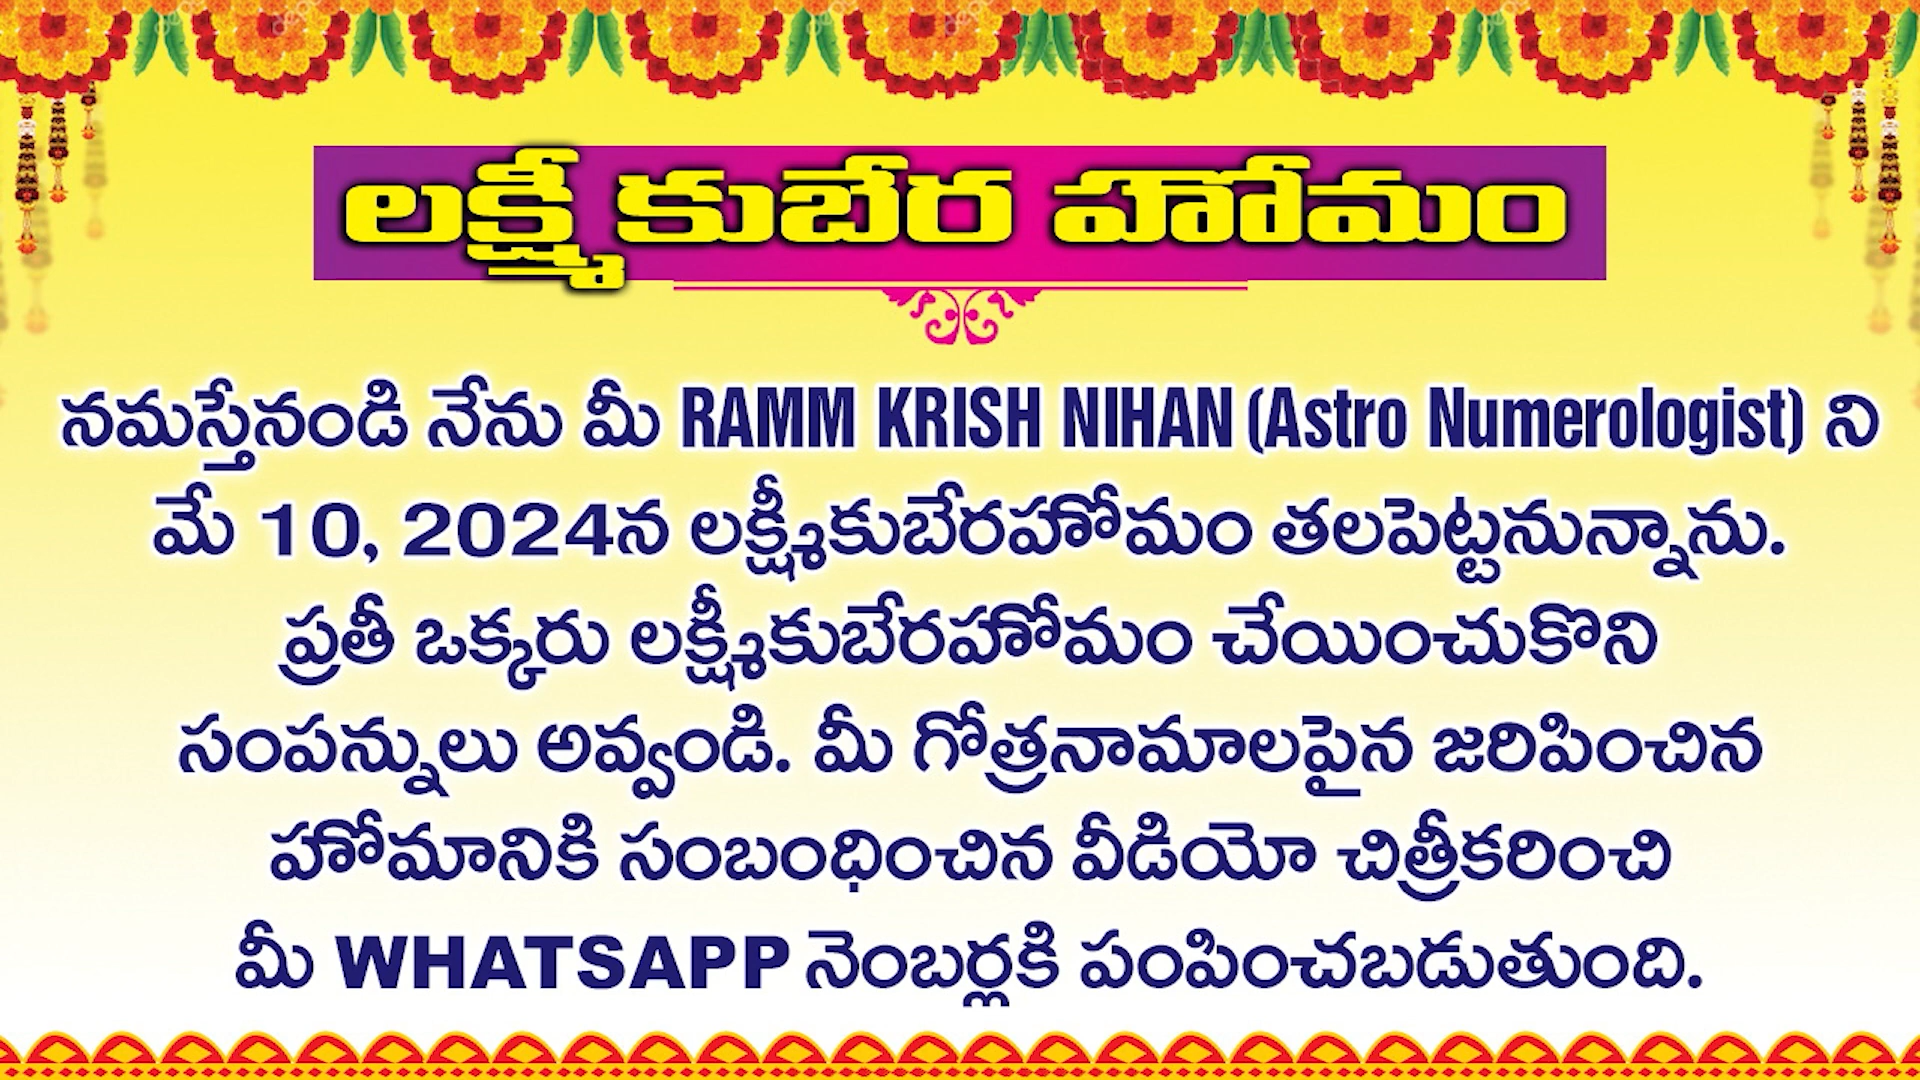 లక్ష్మీ కుబేర హోమం
నమస్తేనండి నేను మీ RAMM KRISH NIHAN (Astro Numerologist) ని
మే 10, 2024న లక్ష్మీకుబేరహోమం తలపెట్టనున్నాను.
ప్రతీ ఒక్కరు లక్ష్మీకుబేరహోమం చేయించుకొని
సంపన్నులు అవ్వండి. మీ గోత్రనామాలపైన జరిపించిన
హోమానికి సంబంధించిన వీడియో చిత్రీకరించి
మీ WHATSAPP నెంబర్లకి పంపించబడుతుంది.